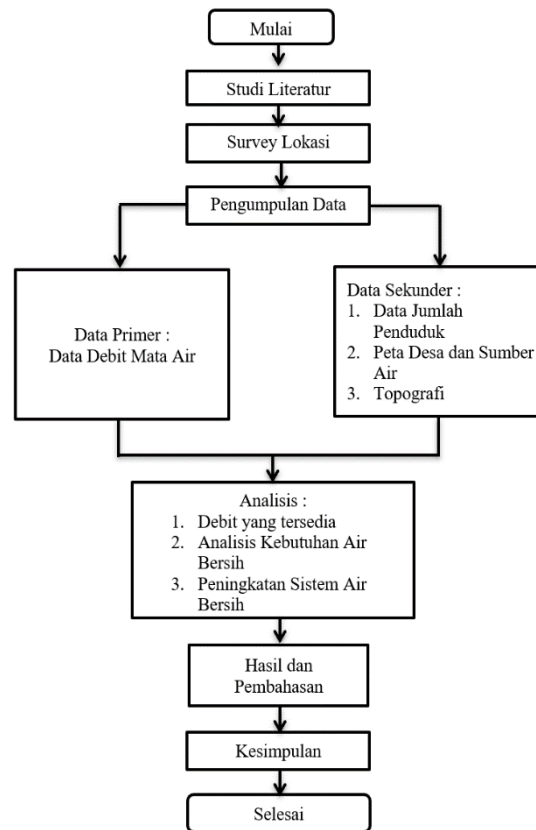 Mulai
Studi Literatur
Survey Lokasi
Pengumpulan Data
Data Primer :
Data Debit Mata Air
Data Sekunder :
1. Data Jumlah
Penduduk
2. Peta Desa dan Sumber
Air
3. Topografi
Analisis :
1. Debit yang tersedia
2. Analisis Kebutuhan Air
Bersih
3. Peningkatan Sistem Air
Bersih
Hasil dan
Pembahasan
Kesimpulan
Selesai